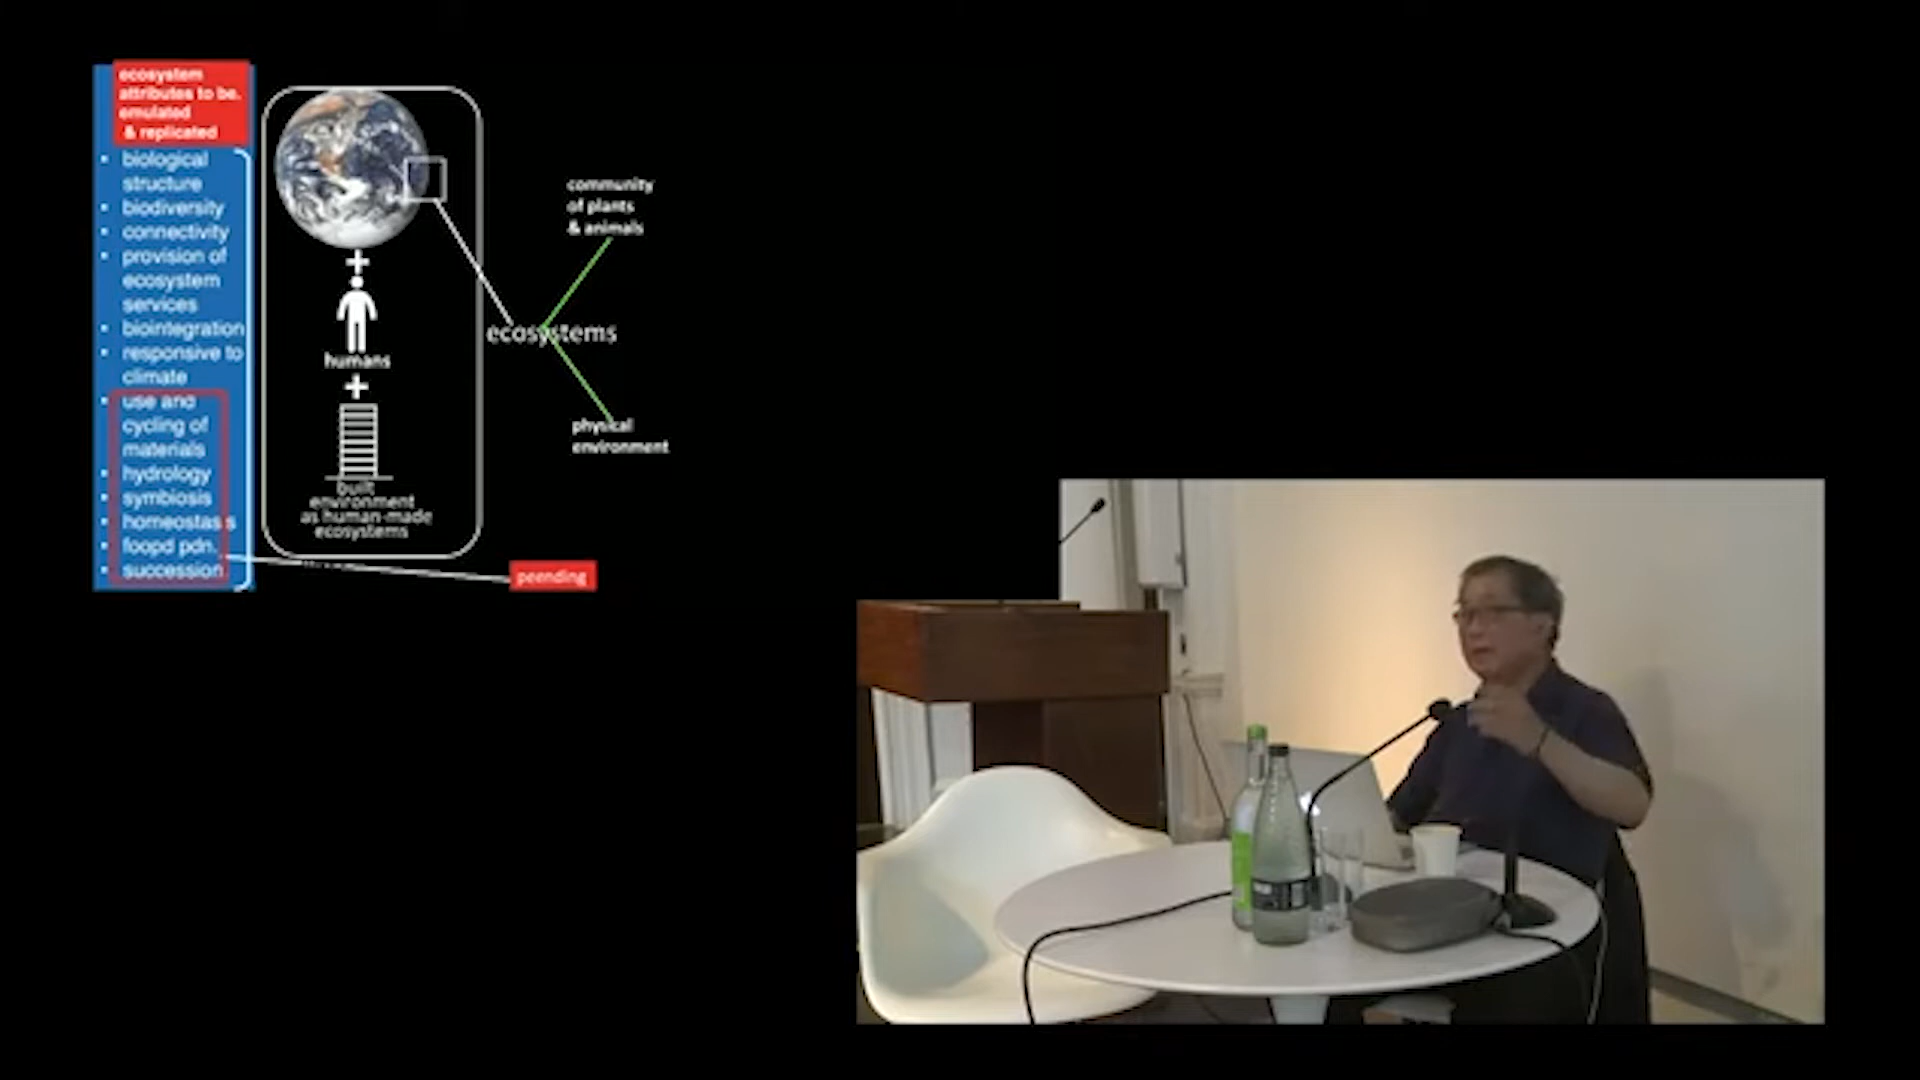 ecosystem
attributes to be.
emulated
& replicated
• biological
structure
• biodiversity
• connectivity
• provision of
ecosystem
services
• biointegration
• responsive to
climate
• use and
cycling of
materials
• hydrology
• symbiosis
• homeostasis
• foopd pdn.
• succession
humans
built
environment
as human-made
ecosystems
ecosystems
community
of plants
& animals
physical
environment
peending